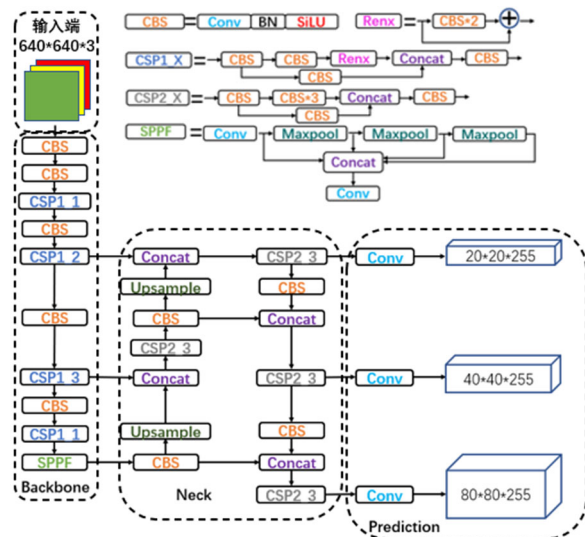 输入端
640*640*3
CBS = Conv BN SiLU
Renx = CBS*2
CSP1_X = CBS CBS Renx Concat CBS
CBS
CSP2_X = CBS CBS*3 Concat CBS
CBS
SPPF = Conv Maxpool Maxpool Maxpool
Concat
Conv
CBS
CBS
CSP1_1
CBS
CSP1_2
CBS
CSP1_3
CBS
CSP1_1
SPPF
Backbone
Concat
Upsample
CBS
CSP2_3
Concat
Upsample
CBS
CSP2_3
CBS
Concat
CSP2_3
CBS
Concat
CSP2_3
Neck
Conv
20*20*255
Conv
40*40*255
Conv
80*80*255
Prediction